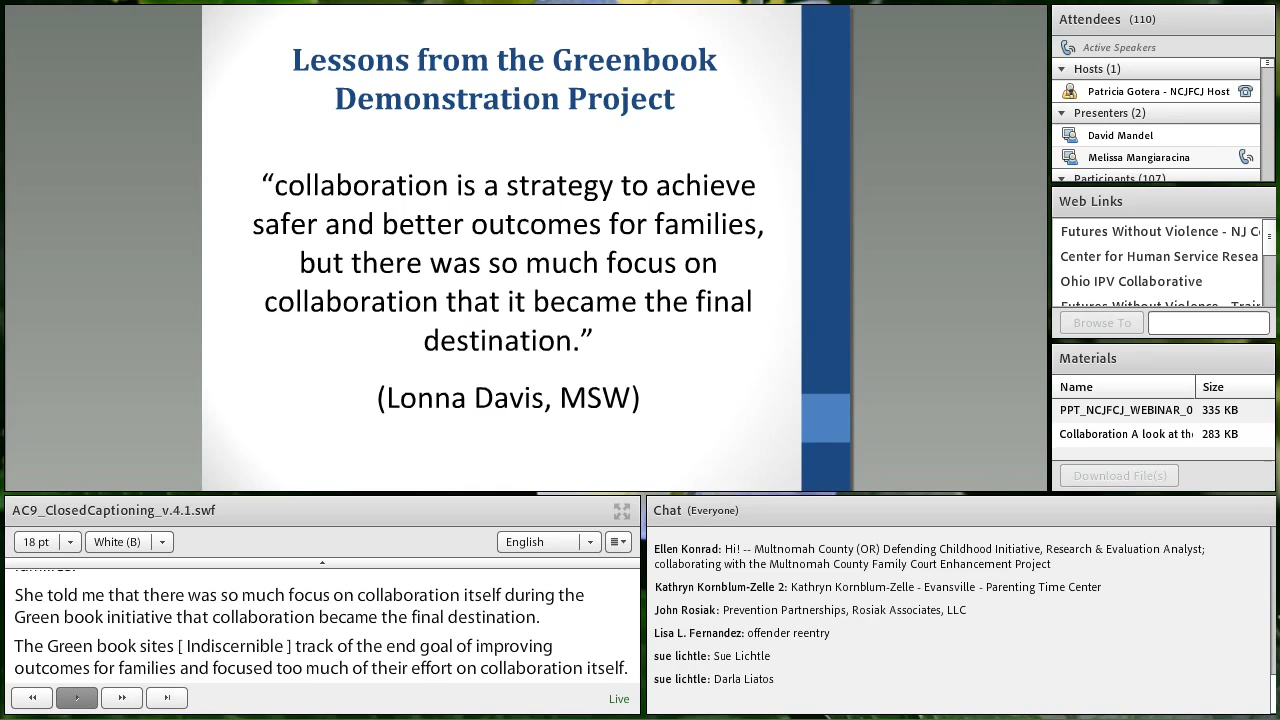 Lessons from the Greenbook
Demonstration Project
“collaboration is a strategy to achieve
safer and better outcomes for families,
but there was so much focus on
collaboration that it became the final
destination.”
(Lonna Davis, MSW)
Attendees (110)
Active Speakers
Hosts (1)
Patricia Gotera - NCJFCJ Host
Presenters (2)
David Mandel
Melissa Mangiaracina
Participants (107)
Web Links
Futures Without Violence - NJ C
Center for Human Service Resea
Ohio IPV Collaborative
Futures Without Violence - Trai
Browse To
Materials
Name Size
PPT_NCJFCJ_WEBINAR_0 335 KB
Collaboration A look at the 283 KB
Download File(s)
AC9_ClosedCaptioning_v.4.1.swf
18 pt White (B) English
She told me that there was so much focus on collaboration itself during the
Green book initiative that collaboration became the final destination.
The Green book sites [ Indiscernible ] track of the end goal of improving
outcomes for families and focused too much of their effort on collaboration itself.
Live
Chat (Everyone)
Ellen Konrad: Hi! -- Multnomah County (OR) Defending Childhood Initiative, Research & Evaluation Analyst;
collaborating with the Multnomah County Family Court Enhancement Project
Kathryn Kornblum-Zelle 2: Kathryn Kornblum-Zelle - Evansville - Parenting Time Center
John Rosiak: Prevention Partnerships, Rosiak Associates, LLC
Lisa L. Fernandez: offender reentry
sue lichtle: Sue Lichtle
sue lichtle: Darla Liatos